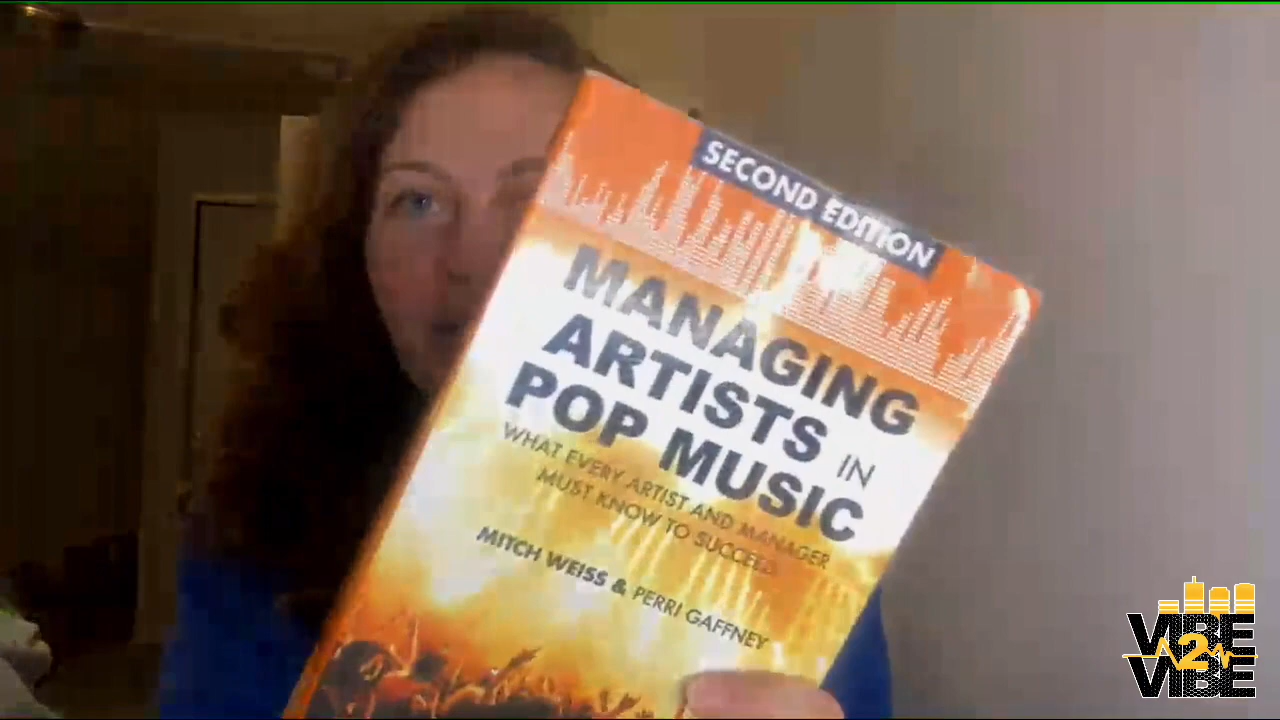 SECOND EDITION
MANAGING
ARTISTS IN
POP MUSIC
WHAT EVERY ARTIST AND MANAGER
MUST KNOW TO SUCCEED
MITCH WEISS & PERRI GAFFNEY
VIBE
2
VIBE